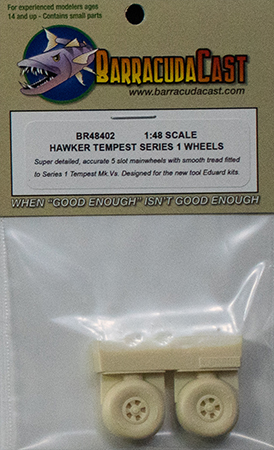 For experienced modelers ages
14 and up - Contains small parts
BARRACUDACAST
www.barracudacast.com
BR48402 1:48 SCALE
HAWKER TEMPEST SERIES 1 WHEELS
Super detailed, accurate 5 slot mainwheels with smooth tread fitted
to Series 1 Tempest Mk.Vs. Designed for the new tool Eduard kits.
WHEN "GOOD ENOUGH" ISN'T GOOD ENOUGH